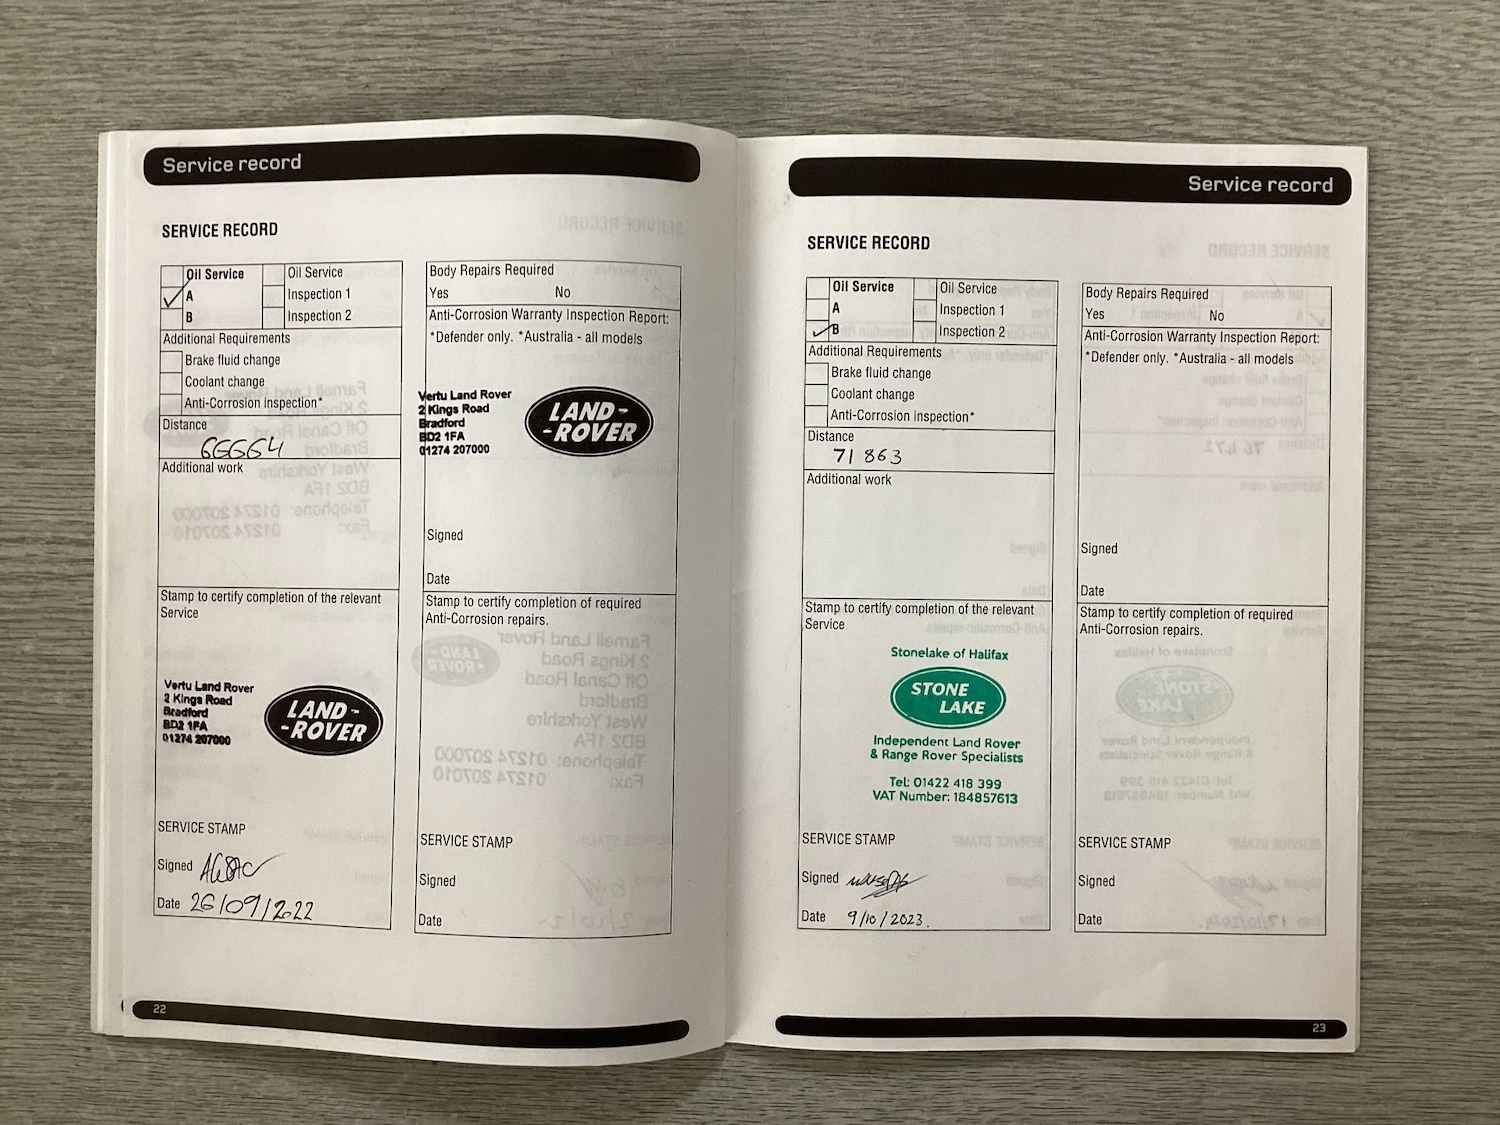 Service record
SERVICE RECORD
Oil Service
A
B
Oil Service
Inspection 1
Inspection 2
Additional Requirements
Brake fluid change
Coolant change
Anti-Corrosion inspection*
Distance
66664
Additional work
Stamp to certify completion of the relevant
Service
Vertu Land Rover
2 Kings Road
Bradford
BD2 1FA
01274 207000
LAND-
-ROVER
SERVICE STAMP
Signed
Date 26/09/2022
Body Repairs Required
Yes No
Anti-Corrosion Warranty Inspection Report:
*Defender only. *Australia - all models
Vertu Land Rover
2 Kings Road
Bradford
BD2 1FA
01274 207000
LAND-
-ROVER
Signed
Date
Stamp to certify completion of required
Anti-Corrosion repairs.
SERVICE STAMP
Signed
Date
22
Service record
SERVICE RECORD
Oil Service
A
B
Oil Service
Inspection 1
Inspection 2
Additional Requirements
Brake fluid change
Coolant change
Anti-Corrosion inspection*
Distance
71 863
Additional work
Stamp to certify completion of the relevant
Service
Stonelake of Halifax
STONE
LAKE
Independent Land Rover
& Range Rover Specialists
Tel: 01422 418 399
VAT Number: 184857613
SERVICE STAMP
Signed
Date 9/10/2023.
Body Repairs Required
Yes No
Anti-Corrosion Warranty Inspection Report:
*Defender only. *Australia - all models
Signed
Date
Stamp to certify completion of required
Anti-Corrosion repairs.
SERVICE STAMP
Signed
Date
23